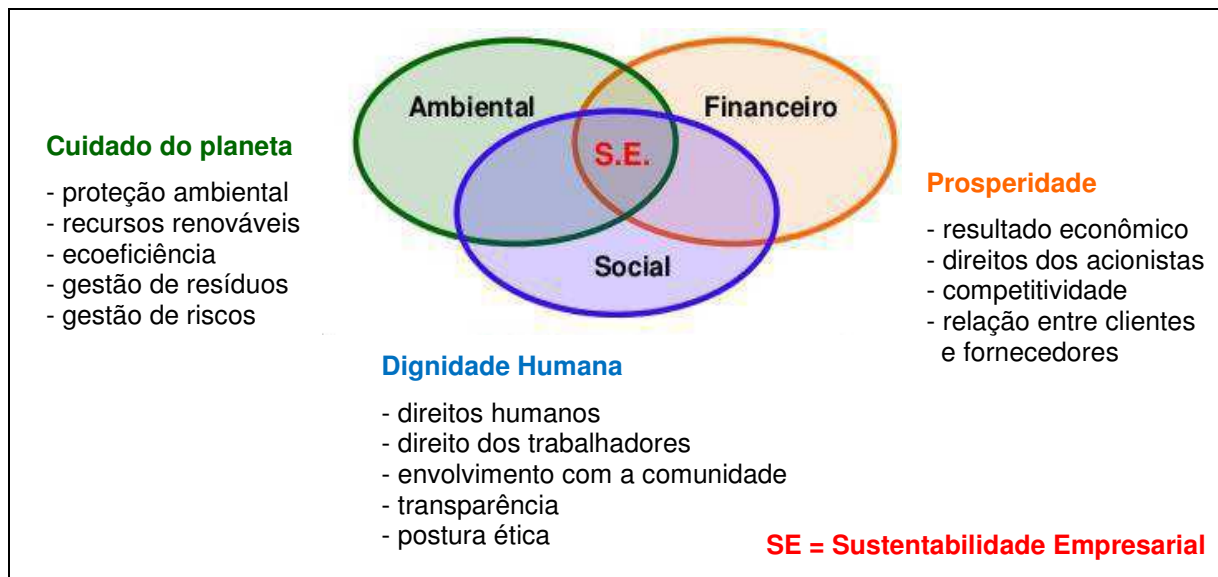 Ambiental
Financeiro
S.E.
Social
Cuidado do planeta
- proteção ambiental
- recursos renováveis
- ecoeficiência
- gestão de resíduos
- gestão de riscos
Prosperidade
- resultado econômico
- direitos dos acionistas
- competitividade
- relação entre clientes
e fornecedores
Dignidade Humana
- direitos humanos
- direito dos trabalhadores
- envolvimento com a comunidade
- transparência
- postura ética
SE = Sustentabilidade Empresarial